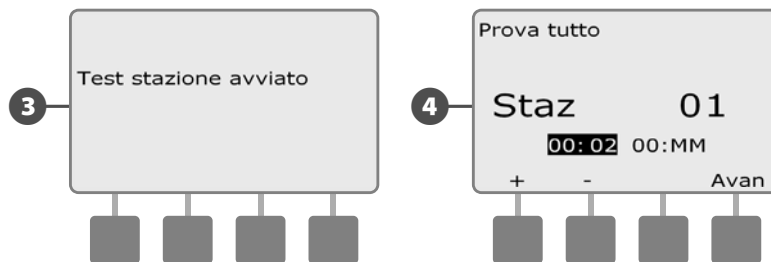 3
Test stazione avviato
4
Prova tutto
Staz 01
00:02 00:MM
+ - Avan